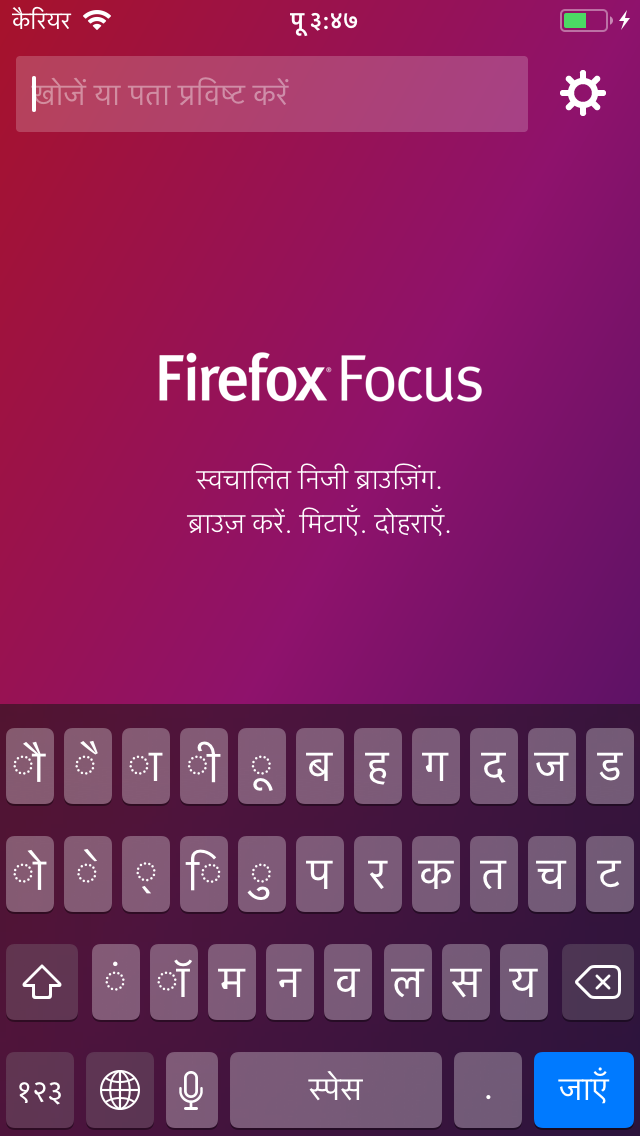 कैरियर पू ३:४७
खोजें या पता प्रविष्ट करें
Firefox® Focus
स्वचालित निजी ब्राउज़िंग.
ब्राउज़ करें. मिटाएँ. दोहराएँ.
ौ ै ा ी ू ब ह ग द ज ड
ो े ् ि ु प र क त च ट
ं ॉ म न व ल स य
१२३ स्पेस . जाएँ